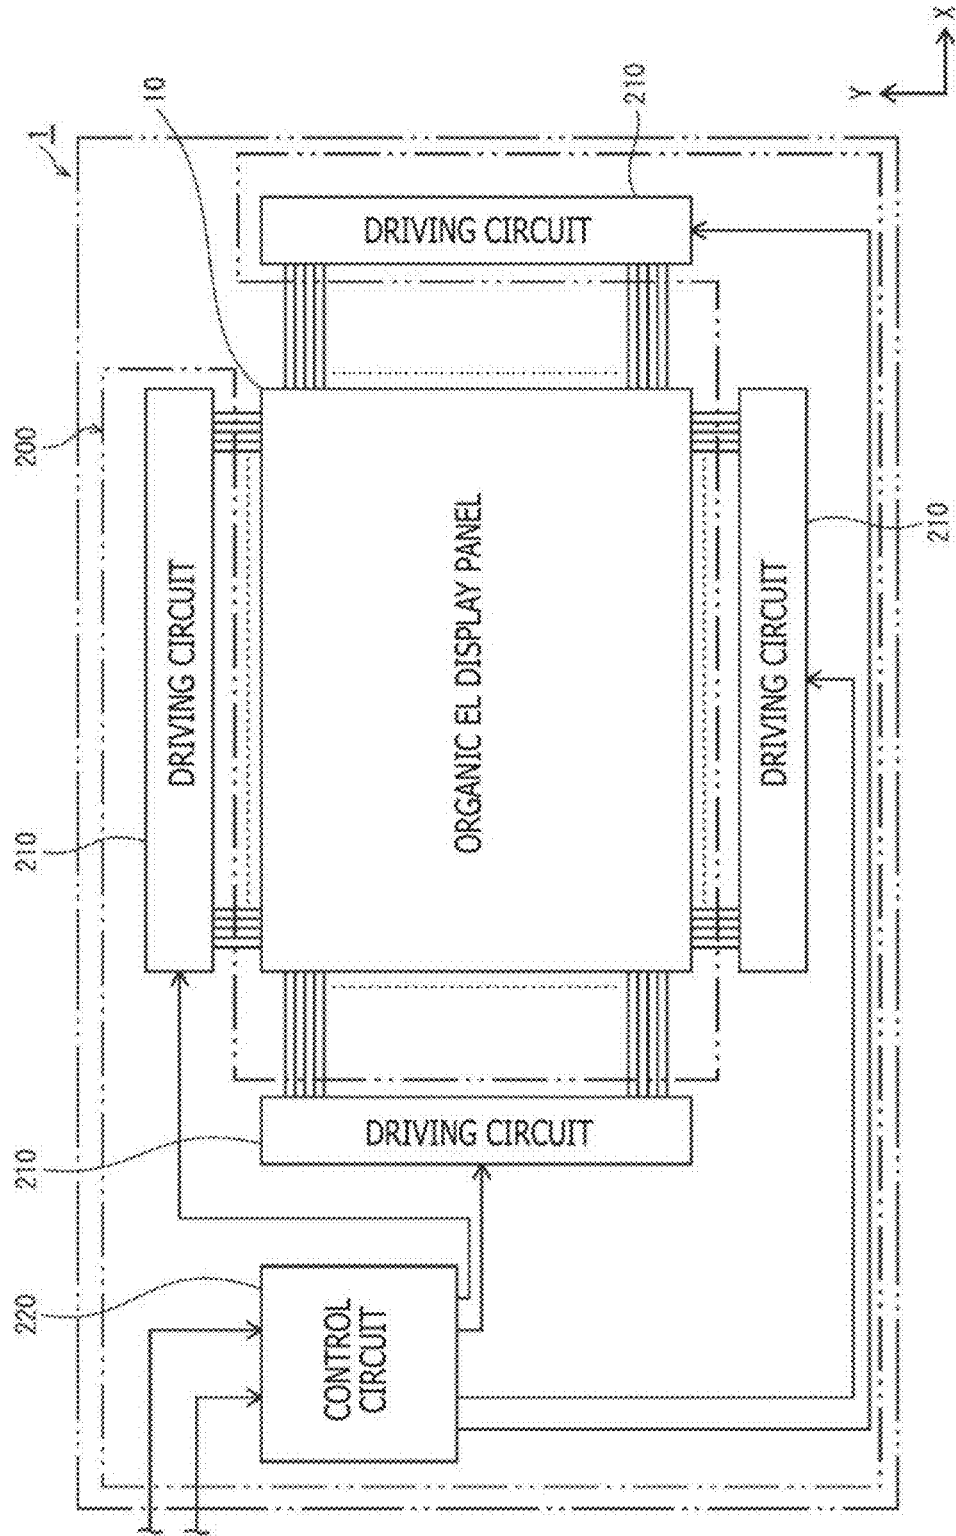 1
10
200
210
DRIVING CIRCUIT
210
DRIVING CIRCUIT
ORGANIC EL DISPLAY PANEL
210
DRIVING CIRCUIT
210
DRIVING CIRCUIT
220
CONTROL
CIRCUIT
Y
X